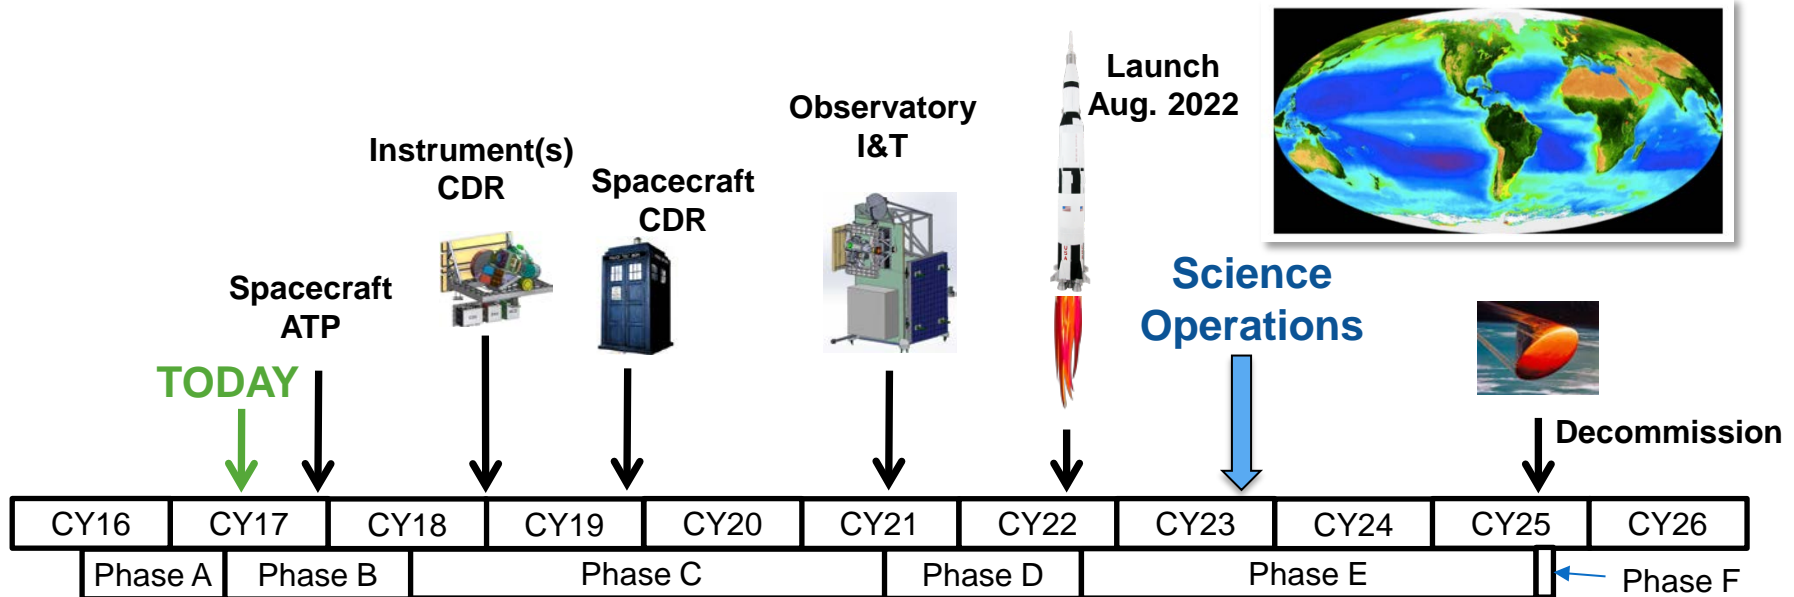 Launch
Aug. 2022
Observatory
I&T
Instrument(s)
CDR
Spacecraft
CDR
Spacecraft
ATP
Science
Operations
TODAY
Decommission
CY16 CY17 CY18 CY19 CY20 CY21 CY22 CY23 CY24 CY25 CY26
Phase A Phase B Phase C Phase D Phase E Phase F